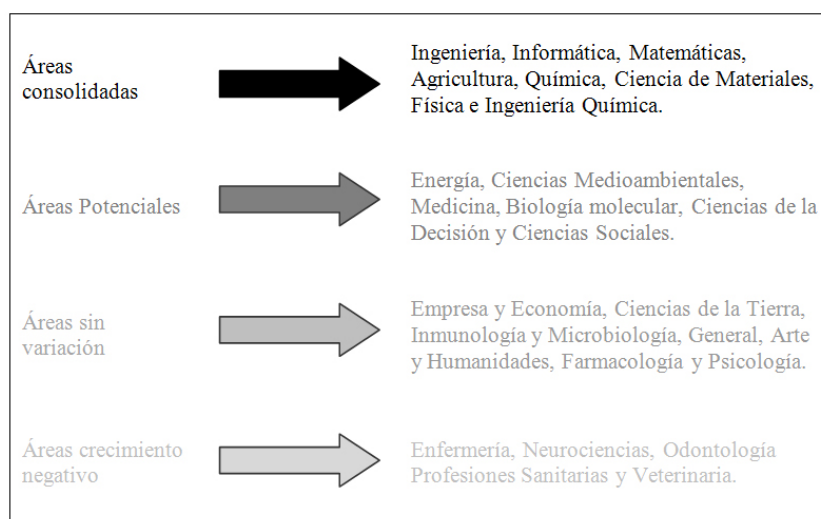 Áreas
consolidadas
Ingeniería, Informática, Matemáticas,
Agricultura, Química, Ciencia de Materiales,
Física e Ingeniería Química.
Áreas Potenciales
Energía, Ciencias Medioambientales,
Medicina, Biología molecular, Ciencias de la
Decisión y Ciencias Sociales.
Áreas sin
variación
Empresa y Economía, Ciencias de la Tierra,
Inmunología y Microbiología, General, Arte
y Humanidades, Farmacología y Psicología.
Áreas crecimiento
negativo
Enfermería, Neurociencias, Odontología
Profesiones Sanitarias y Veterinaria.